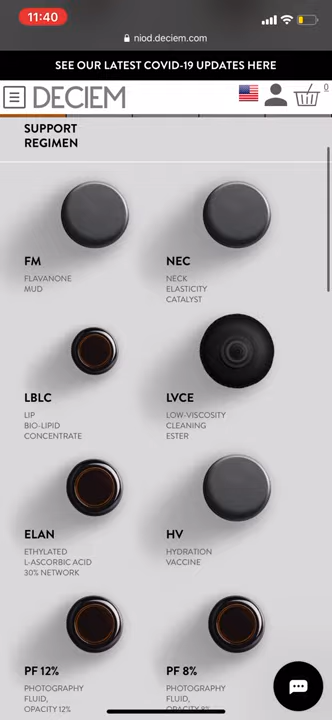 11:40
niod.deciem.com
SEE OUR LATEST COVID-19 UPDATES HERE
DECIEM
0
SUPPORT
REGIMEN
FM
FLAVANONE
MUD
NEC
NECK
ELASTICITY
CATALYST
LBLC
LIP
BIO-LIPID
CONCENTRATE
LVCE
LOW-VISCOSITY
CLEANING
ESTER
ELAN
ETHYLATED
L-ASCORBIC ACID
30% NETWORK
HV
HYDRATION
VACCINE
PF 12%
PHOTOGRAPHY
FLUID,
OPACITY 12%
PF 8%
PHOTOGRAPHY
FLUID,
OPACITY 8%